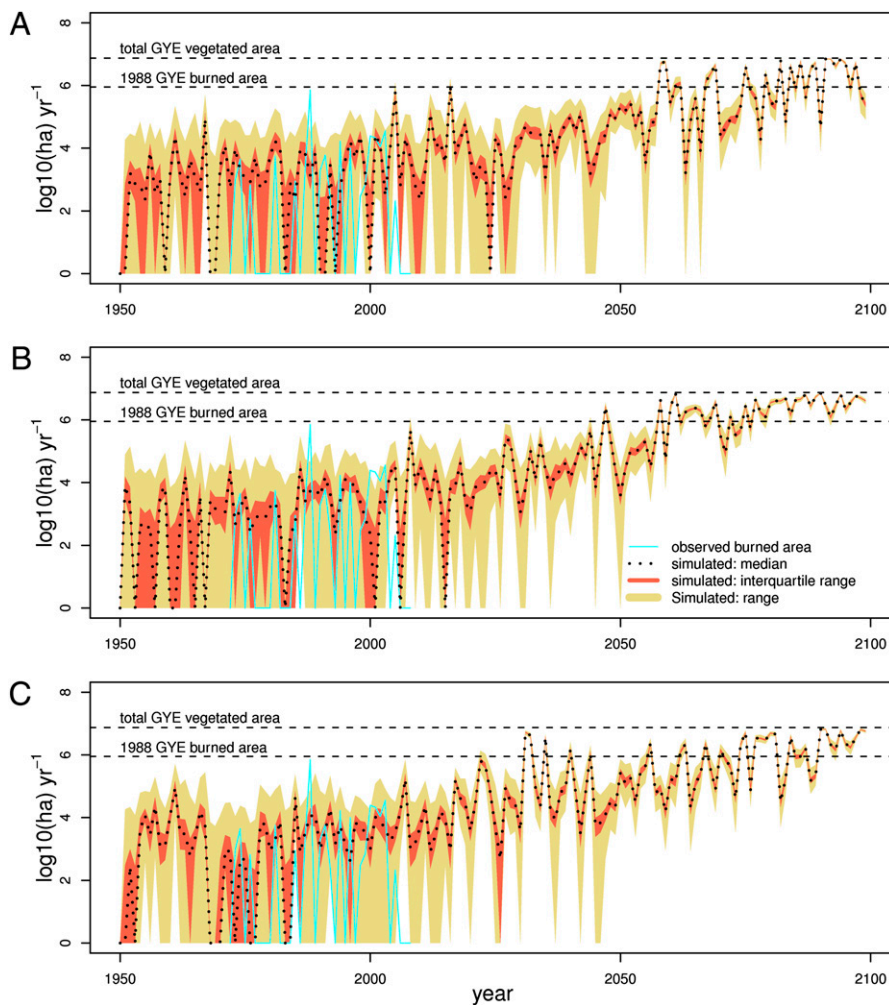 A
8
6
4
2
0
log10(ha) yr⁻¹
total GYE vegetated area
1988 GYE burned area
1950
2000
2050
2100
B
8
6
4
2
0
log10(ha) yr⁻¹
total GYE vegetated area
1988 GYE burned area
observed burned area
simulated: median
simulated: interquartile range
Simulated: range
1950
2000
2050
2100
C
8
6
4
2
0
log10(ha) yr⁻¹
total GYE vegetated area
1988 GYE burned area
1950
2000
2050
2100
year